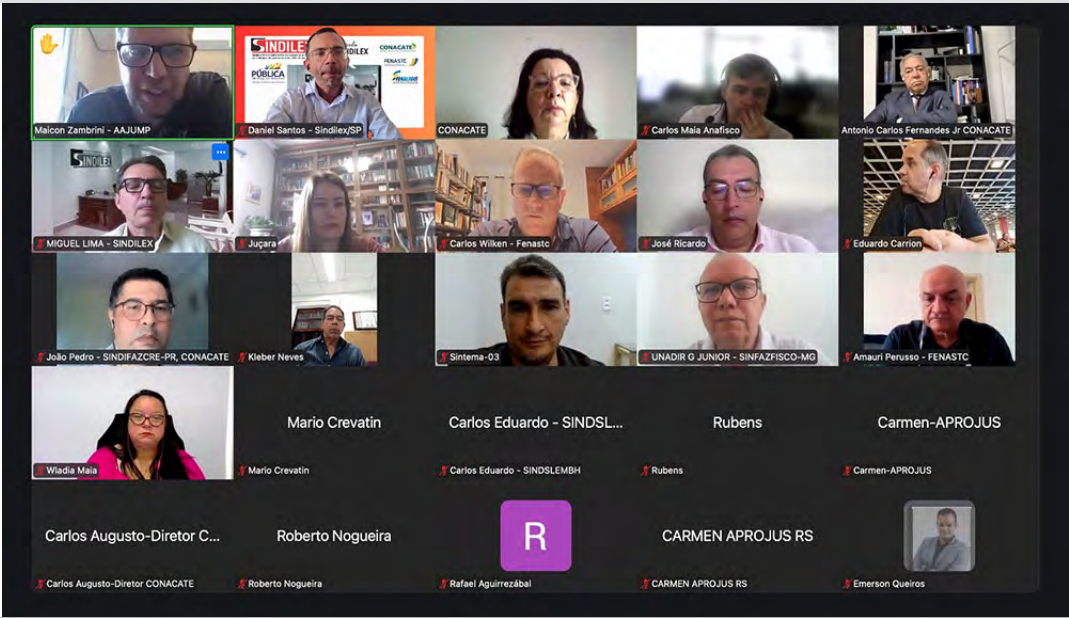 SINDILEX
SINDILEX
CONACATE
PÚBLICA
FENASTC
Maicon Zambrini - AAJUMP
Daniel Santos - Sindilex/SP
CONACATE
Carlos Maia Anafisco
Antonio Carlos Fernandes Jr CONACATE
SINDILEX
MIGUEL LIMA - SINDILEX
Juçara
Carlos Wilken - Fenastc
José Ricardo
Eduardo Carrion
João Pedro - SINDIFAZCRE-PR, CONACATE
Kleber Neves
Sintema-03
UNADIR G JUNIOR - SINFAZFISCO-MG
Amauri Perusso - FENASTC
Wladia Maia
Mario Crevatin
Mario Crevatin
Carlos Eduardo - SINDSL...
Carlos Eduardo - SINDSLEMBH
Rubens
Rubens
Carmen-APROJUS
Carmen-APROJUS
Carlos Augusto-Diretor C...
Carlos Augusto-Diretor CONACATE
Roberto Nogueira
Roberto Nogueira
R
Rafael Aguirrezábal
CARMEN APROJUS RS
CARMEN APROJUS RS
Emerson Queiros